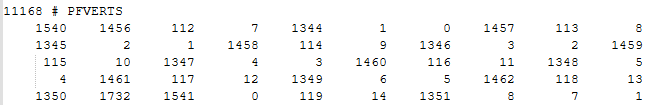 11168 # PFVERTS
1540 1456 112 7 1344 1 0 1457 113 8
1345 2 1 1458 114 9 1346 3 2 1459
115 10 1347 4 3 1460 116 11 1348 5
4 1461 117 12 1349 6 5 1462 118 13
1350 1732 1541 0 119 14 1351 8 7 1